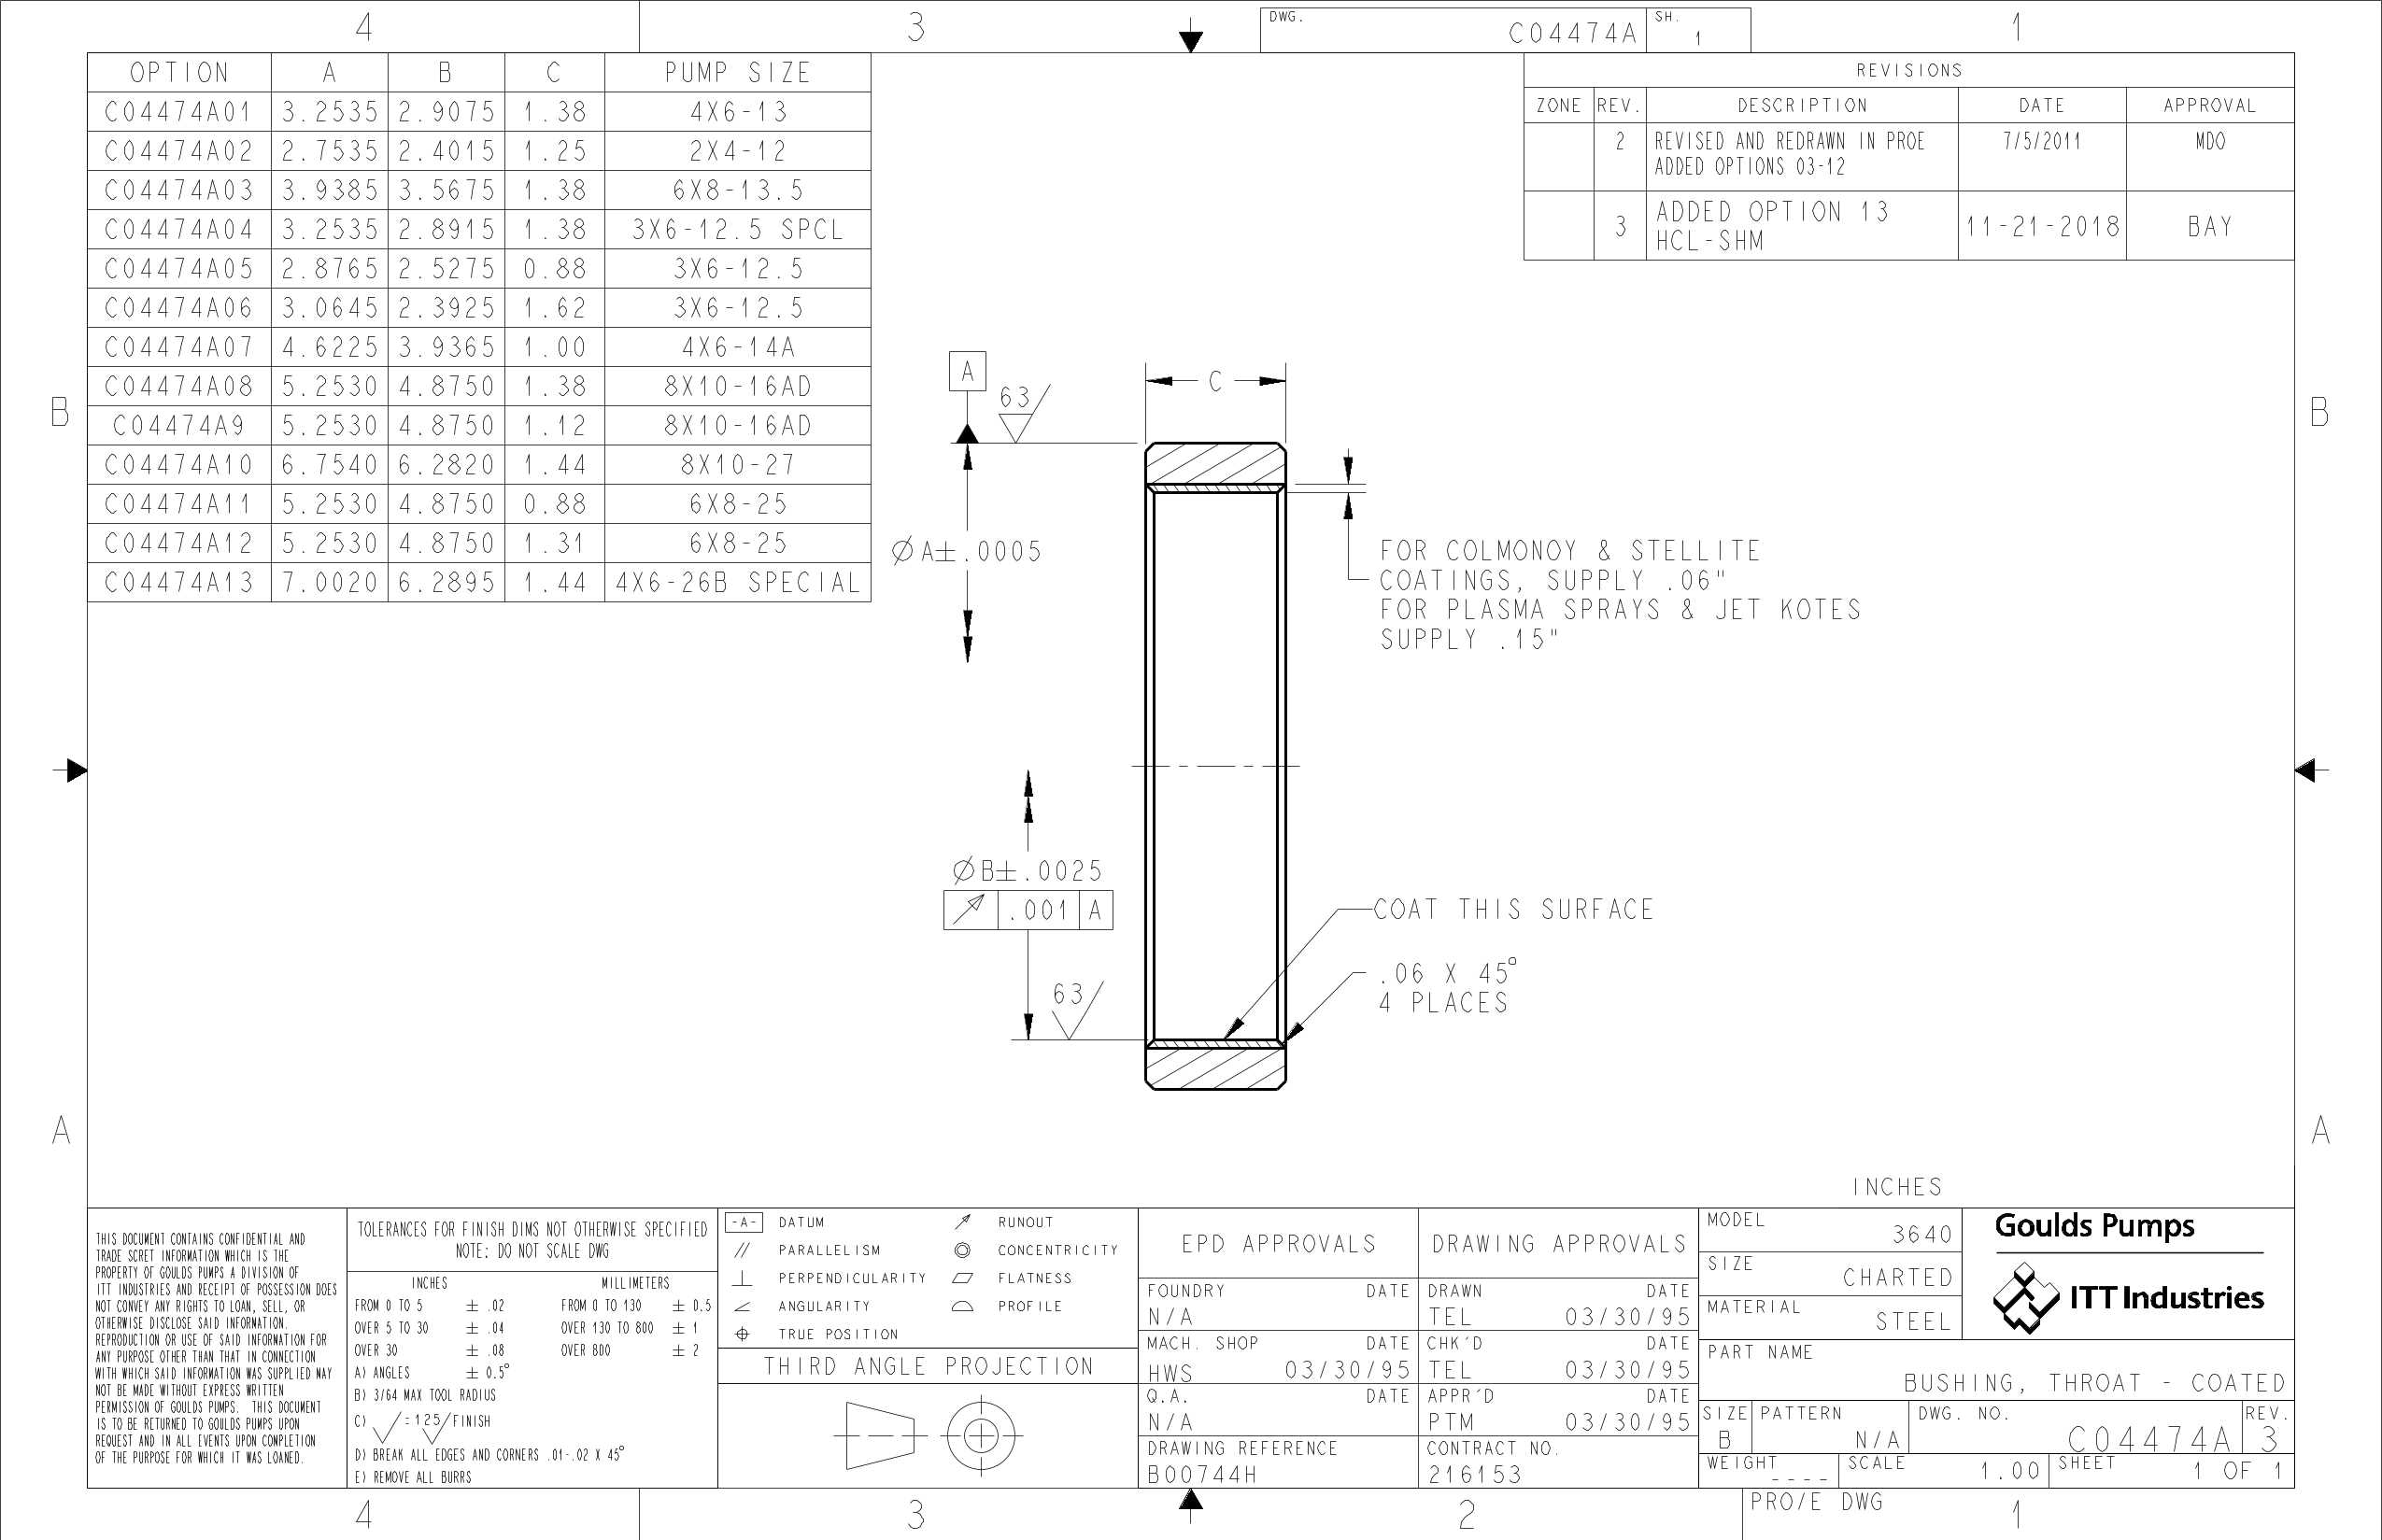 4 3 1
DWG. C04474A SH. 1
OPTION A B C PUMP SIZE
C04474A01 3.2535 2.9075 1.38 4X6-13
C04474A02 2.7535 2.4015 1.25 2X4-12
C04474A03 3.9385 3.5675 1.38 6X8-13.5
C04474A04 3.2535 2.8915 1.38 3X6-12.5 SPCL
C04474A05 2.8765 2.5275 0.88 3X6-12.5
C04474A06 3.0645 2.3925 1.62 3X6-12.5
C04474A07 4.6225 3.9365 1.00 4X6-14A
C04474A08 5.2530 4.8750 1.38 8X10-16AD
C04474A9 5.2530 4.8750 1.12 8X10-16AD
C04474A10 6.7540 6.2820 1.44 8X10-27
C04474A11 5.2530 4.8750 0.88 6X8-25
C04474A12 5.2530 4.8750 1.31 6X8-25
C04474A13 7.0020 6.2895 1.44 4X6-26B SPECIAL
REVISIONS
ZONE REV. DESCRIPTION DATE APPROVAL
2 REVISED AND REDRAWN IN PROE 7/5/2011 MDO
ADDED OPTIONS 03-12
3 ADDED OPTION 13 11-21-2018 BAY
HCL-SHM
B B
A
63
C
ØA±.0005
FOR COLMONOY & STELLITE
COATINGS, SUPPLY .06"
FOR PLASMA SPRAYS & JET KOTES
SUPPLY .15"
ØB±.0025
.001 A
63
COAT THIS SURFACE
.06 X 45°
4 PLACES
A A
INCHES
THIS DOCUMENT CONTAINS CONFIDENTIAL AND
TRADE SCRET INFORMATION WHICH IS THE
PROPERTY OF GOULDS PUMPS A DIVISION OF
ITT INDUSTRIES AND RECEIPT OF POSSESSION DOES
NOT CONVEY ANY RIGHTS TO LOAN, SELL, OR
OTHERWISE DISCLOSE SAID INFORMATION.
REPRODUCTION OR USE OF SAID INFORMATION FOR
ANY PURPOSE OTHER THAN THAT IN CONNECTION
WITH WHICH SAID INFORMATION WAS SUPPLIED MAY
NOT BE MADE WITHOUT EXPRESS WRITTEN
PERMISSION OF GOULDS PUMPS. THIS DOCUMENT
IS TO BE RETURNED TO GOULDS PUMPS UPON
REQUEST AND IN ALL EVENTS UPON COMPLETION
OF THE PURPOSE FOR WHICH IT WAS LOANED.
TOLERANCES FOR FINISH DIMS NOT OTHERWISE SPECIFIED
NOTE: DO NOT SCALE DWG
INCHES MILLIMETERS
FROM 0 TO 5 ± .02 FROM 0 TO 130 ± 0.5
OVER 5 TO 30 ± .04 OVER 130 TO 800 ± 1
OVER 30 ± .08 OVER 800 ± 2
A) ANGLES ± 0.5°
B) 3/64 MAX TOOL RADIUS
C) √ = 125√ FINISH
D) BREAK ALL EDGES AND CORNERS .01-.02 X 45°
E) REMOVE ALL BURRS
-A- DATUM RUNOUT
PARALLELISM CONCENTRICITY
PERPENDICULARITY FLATNESS
ANGULARITY PROFILE
TRUE POSITION
THIRD ANGLE PROJECTION
EPD APPROVALS
FOUNDRY DATE
N/A
MACH. SHOP DATE
HWS 03/30/95
Q.A. DATE
N/A
DRAWING REFERENCE
B00744H
DRAWING APPROVALS
DRAWN DATE
TEL 03/30/95
CHK'D DATE
TEL 03/30/95
APPR'D DATE
PTM 03/30/95
CONTRACT NO.
216153
MODEL 3640
SIZE CHARTED
MATERIAL STEEL
Goulds Pumps
ITT Industries
PART NAME
BUSHING, THROAT - COATED
SIZE B PATTERN N/A DWG. NO. C04474A REV. 3
WEIGHT ---- SCALE 1.00 SHEET 1 OF 1
PRO/E DWG
4 3 2 1